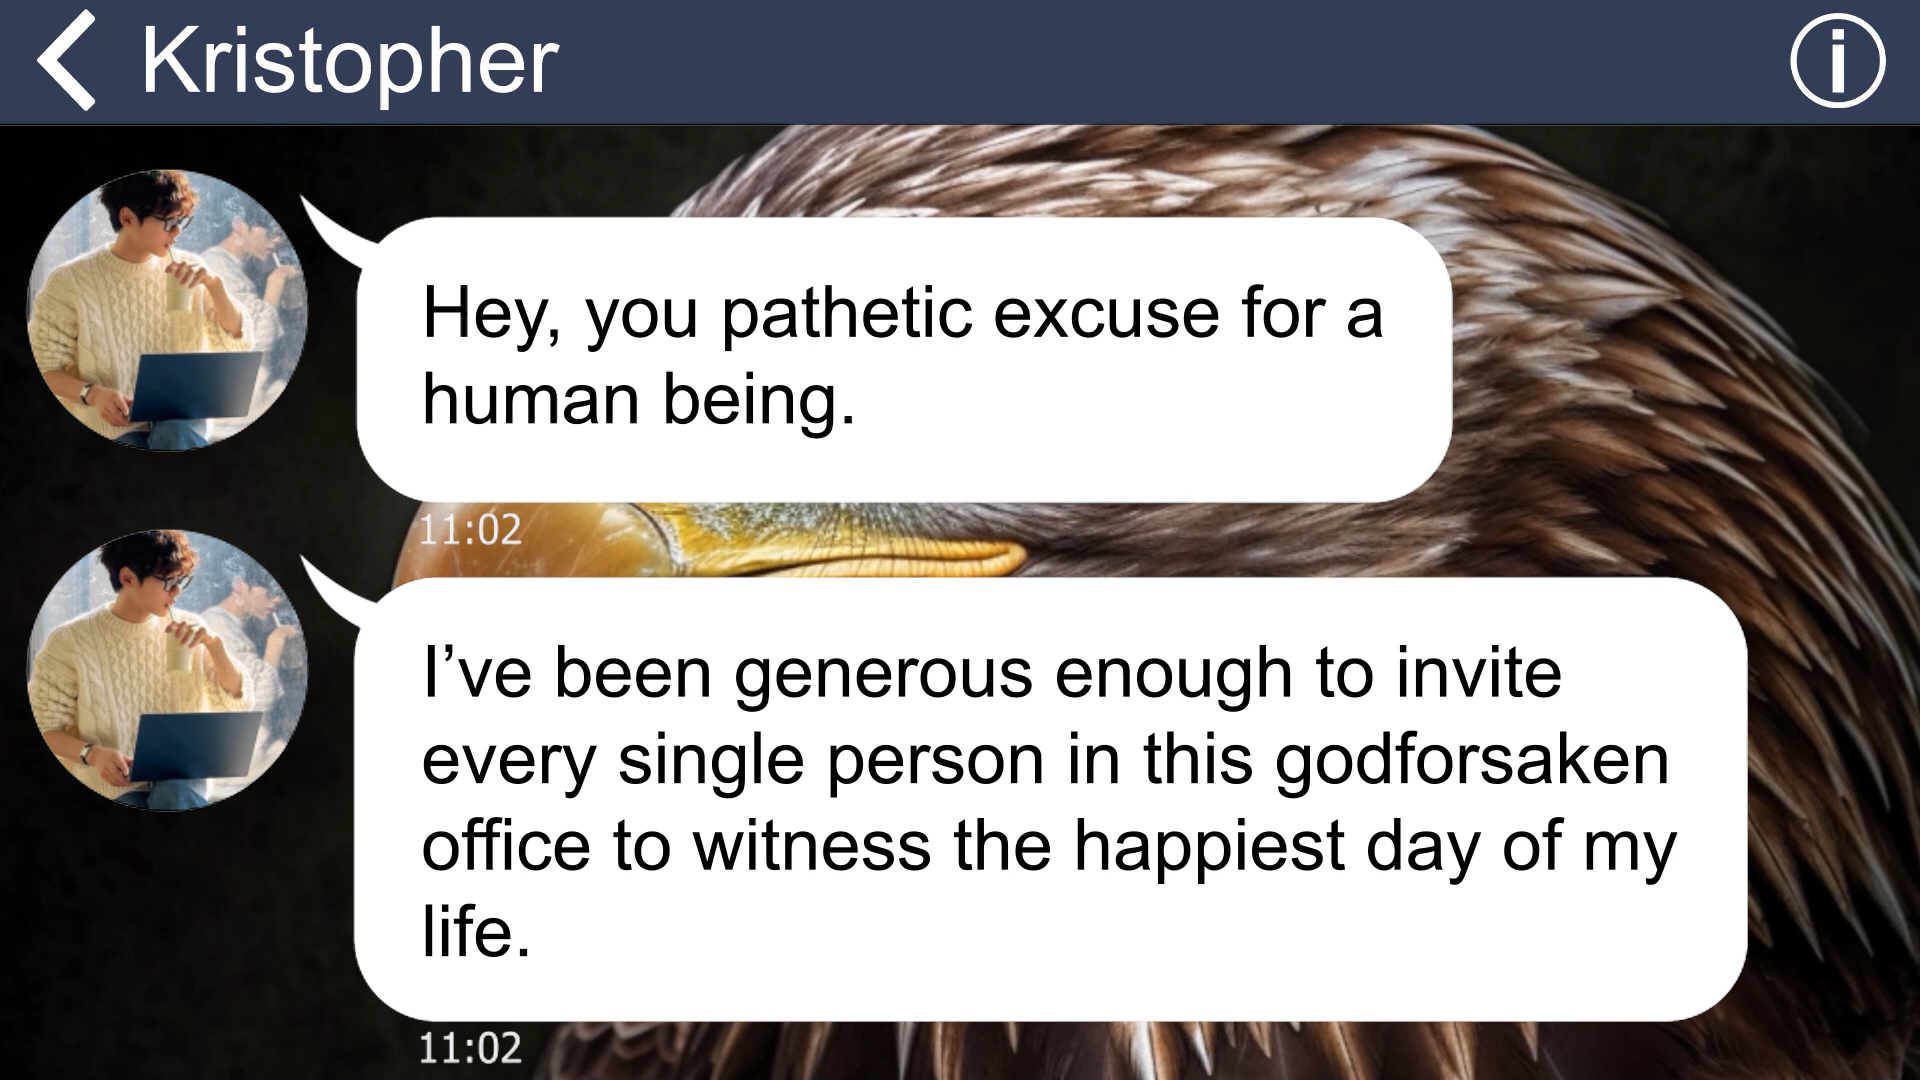 Kristopher
Hey, you pathetic excuse for a
human being.
11:02
I’ve been generous enough to invite
every single person in this godforsaken
office to witness the happiest day of my
life.
11:02